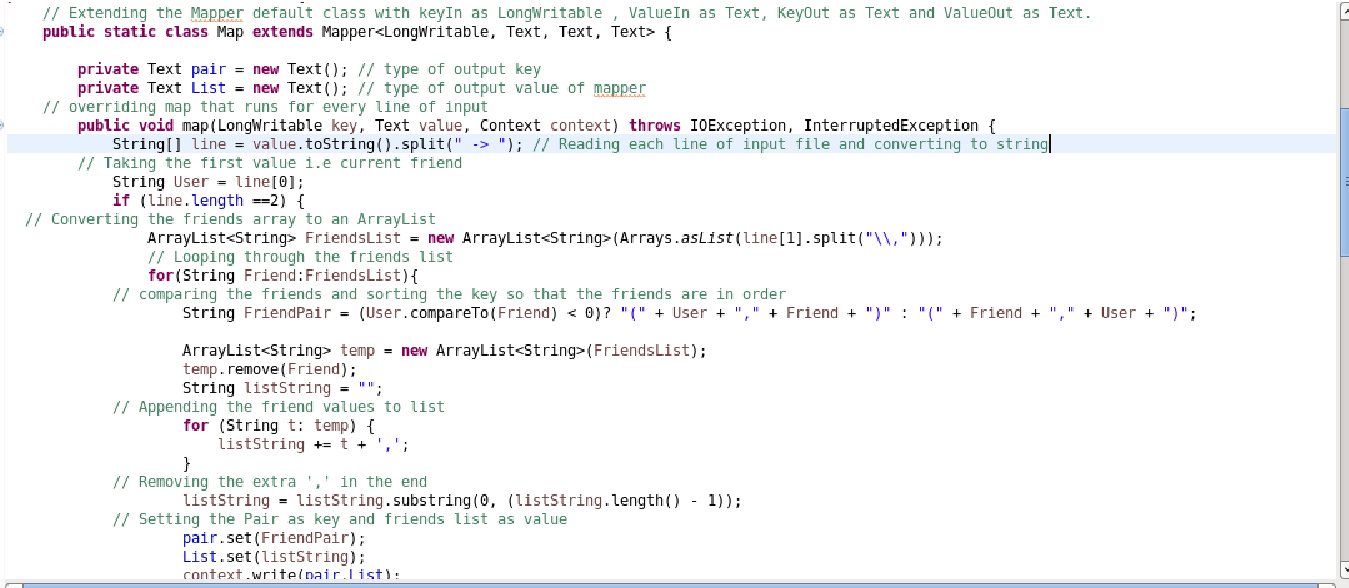 // Extending the Mapper default class with keyIn as LongWritable , ValueIn as Text, KeyOut as Text and ValueOut as Text.
public static class Map extends Mapper<LongWritable, Text, Text, Text> {
private Text pair = new Text(); // type of output key
private Text List = new Text(); // type of output value of mapper
// overriding map that runs for every line of input
public void map(LongWritable key, Text value, Context context) throws IOException, InterruptedException {
String[] line = value.toString().split(" -> "); // Reading each line of input file and converting to string
// Taking the first value i.e current friend
String User = line[0];
if (line.length ==2) {
// Converting the friends array to an ArrayList
ArrayList<String> FriendsList = new ArrayList<String>(Arrays.asList(line[1].split("\\,")));
// Looping through the friends list
for(String Friend:FriendsList){
// comparing the friends and sorting the key so that the friends are in order
String FriendPair = (User.compareTo(Friend) < 0)? "(" + User + "," + Friend + ")" : "(" + Friend + "," + User + ")";
ArrayList<String> temp = new ArrayList<String>(FriendsList);
temp.remove(Friend);
String listString = "";
// Appending the friend values to list
for (String t: temp) {
listString += t + ',';
}
// Removing the extra ',' in the end
listString = listString.substring(0, (listString.length() - 1));
// Setting the Pair as key and friends list as value
pair.set(FriendPair);
List.set(listString);
context.write(pair,List);